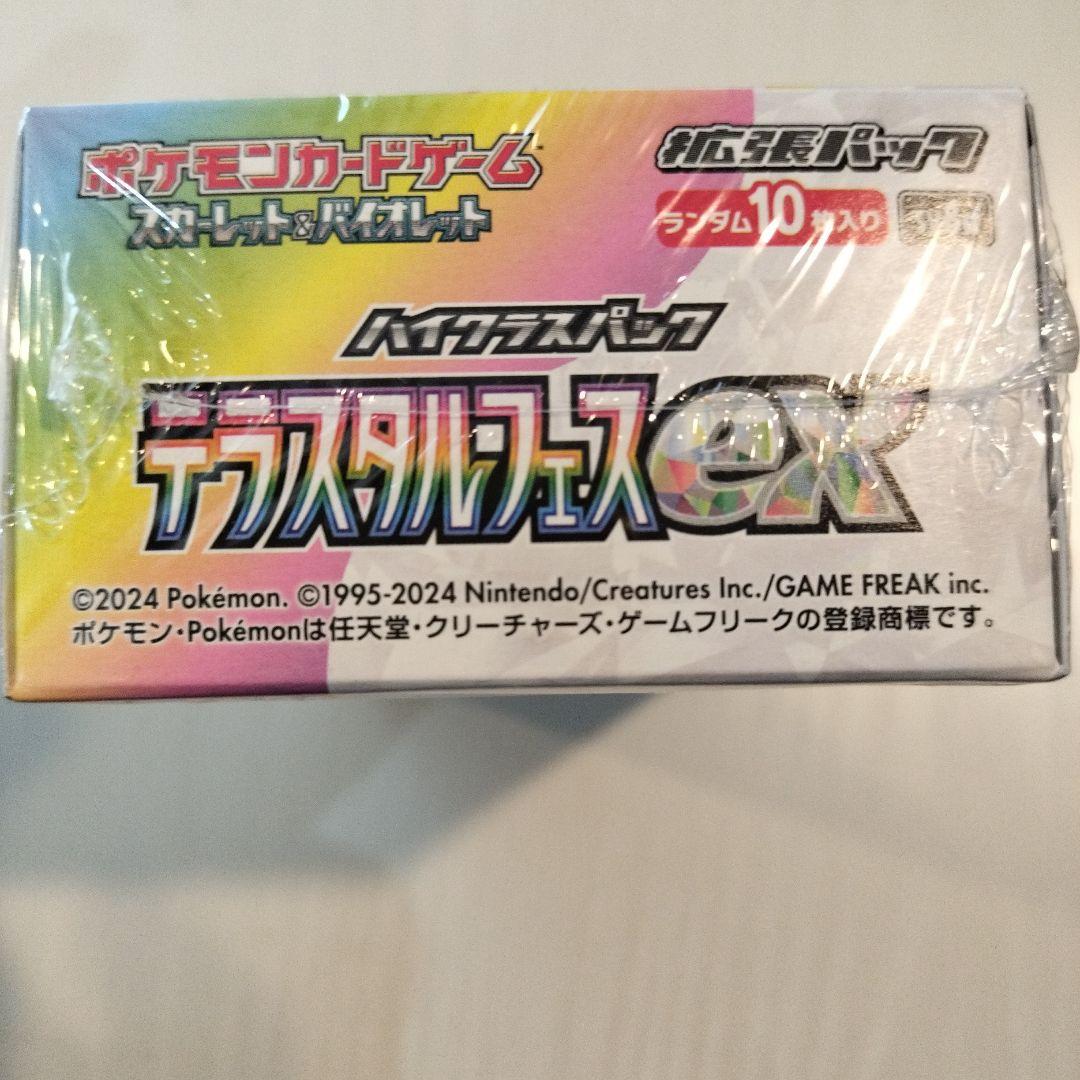 ポケモンカードゲーム
スカーレット&バイオレット
拡張パック
ランダム10枚入り
ハイクラスパック
テラスタル・フェスex
©2024 Pokémon. ©1995-2024 Nintendo/Creatures Inc./GAME FREAK inc.
ポケモン・Pokémonは任天堂・クリーチャーズ・ゲームフリークの登録商標です。